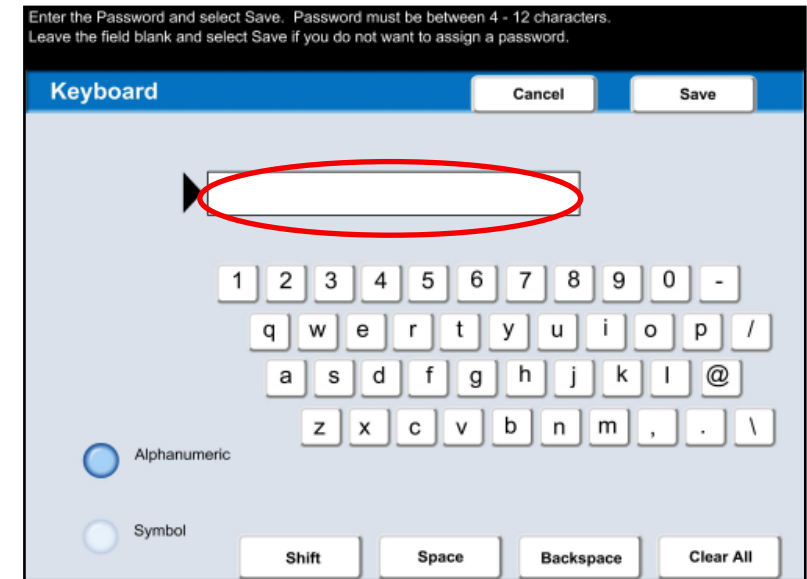 Enter the Password and select Save. Password must be between 4 - 12 characters.
Leave the field blank and select Save if you do not want to assign a password.
Keyboard Cancel Save
1 2 3 4 5 6 7 8 9 0 -
q w e r t y u i o p /
a s d f g h j k l @
z x c v b n m , . \
Alphanumeric
Symbol
Shift Space Backspace Clear All